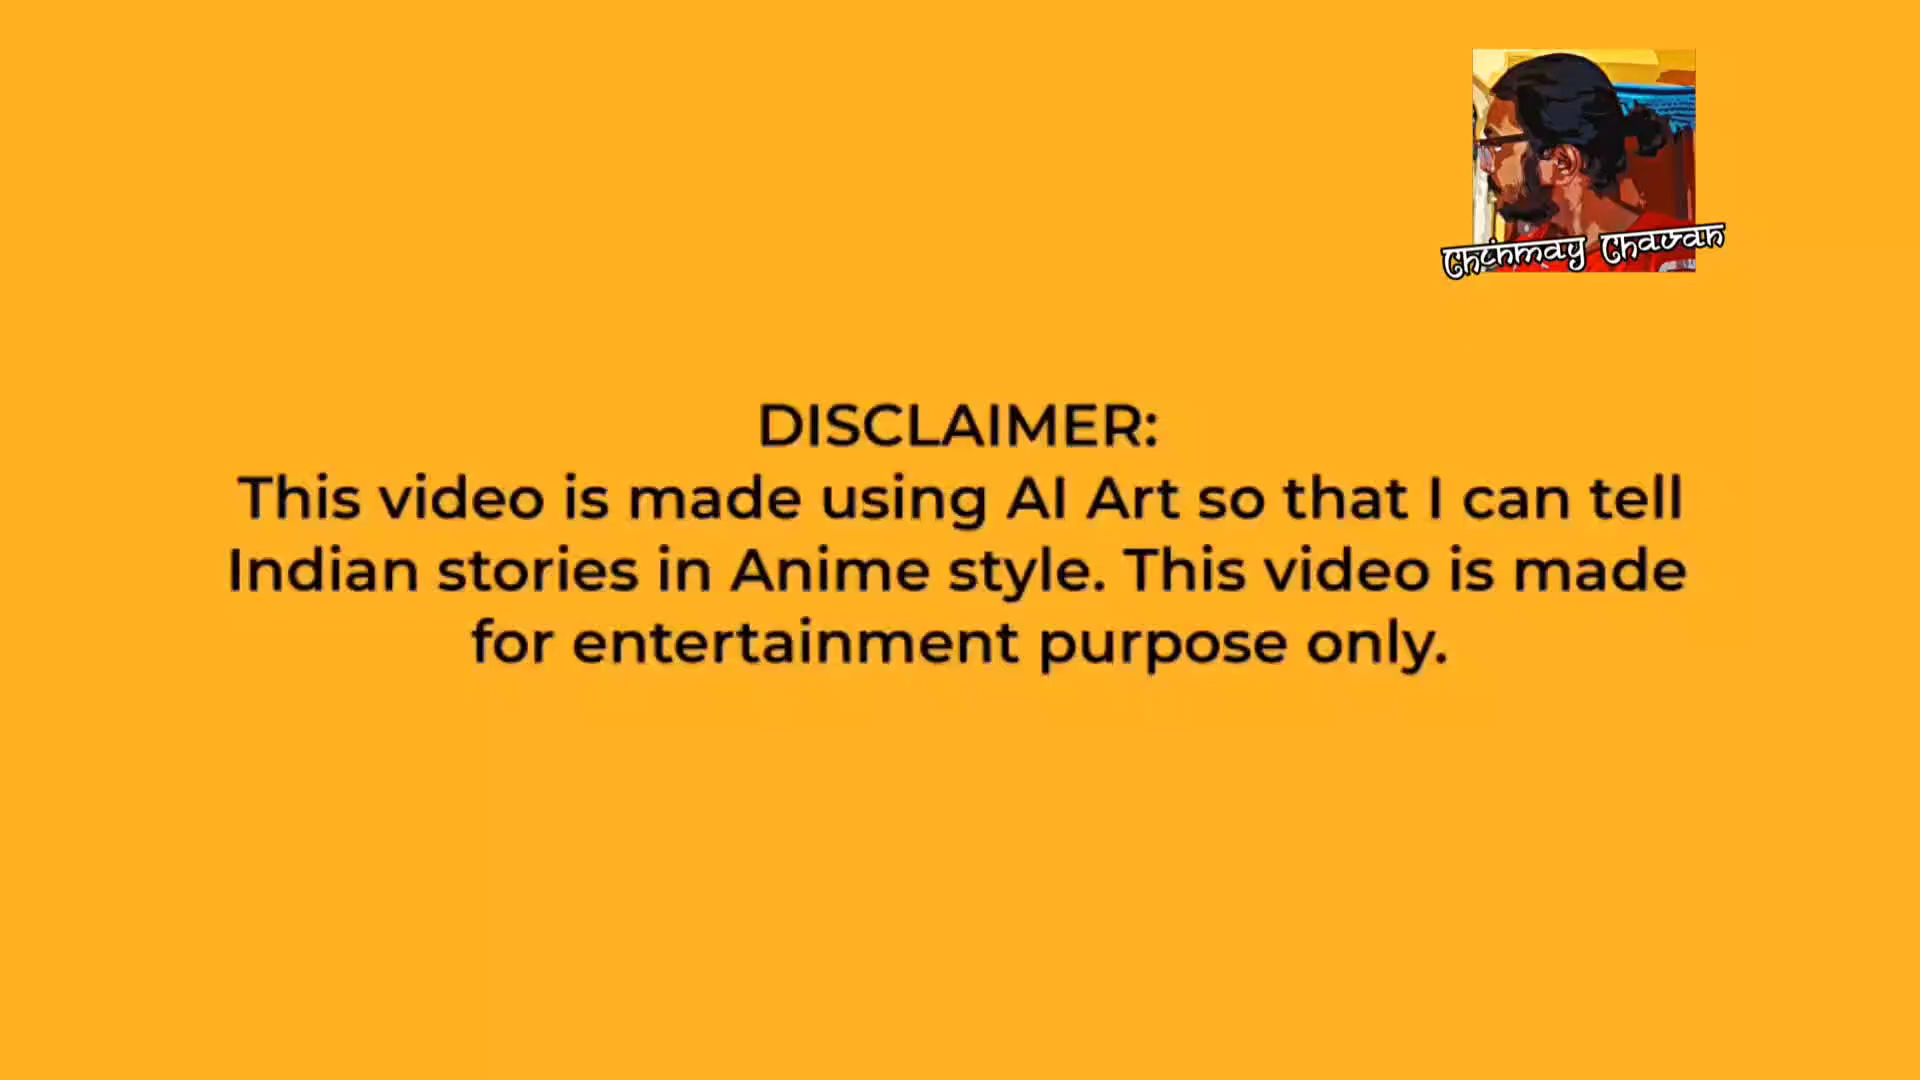 Chinmay Chavan
DISCLAIMER:
This video is made using AI Art so that I can tell
Indian stories in Anime style. This video is made
for entertainment purpose only.